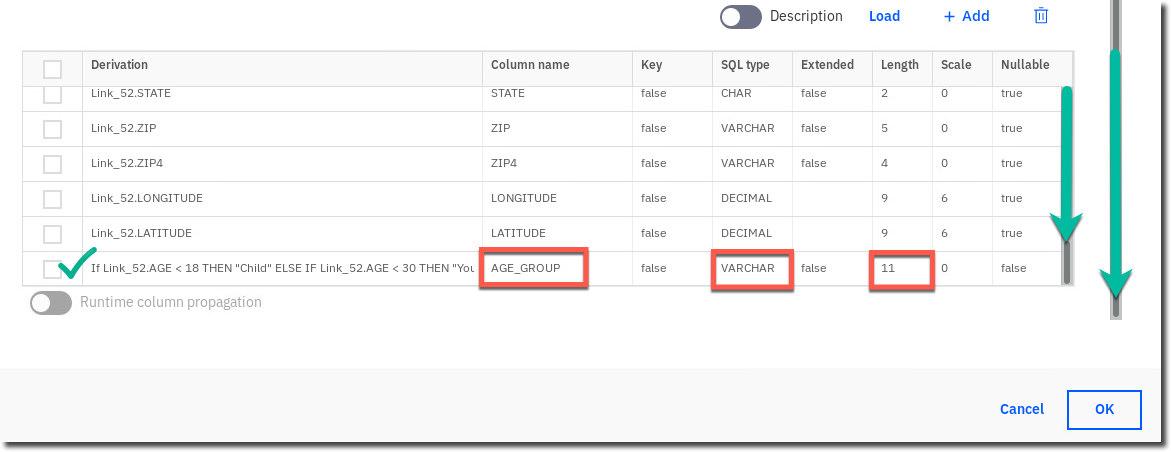 Description Load + Add
Derivation Column name Key SQL type Extended Length Scale Nullable
Link_52.STATE STATE false CHAR false 2 0 true
Link_52.ZIP ZIP false VARCHAR false 5 0 true
Link_52.ZIP4 ZIP4 false VARCHAR false 4 0 true
Link_52.LONGITUDE LONGITUDE false DECIMAL 9 6 true
Link_52.LATITUDE LATITUDE false DECIMAL 9 6 true
If Link_52.AGE < 18 THEN "Child" ELSE IF Link_52.AGE < 30 THEN "You AGE_GROUP false VARCHAR false 11 0 false
Runtime column propagation
Cancel OK